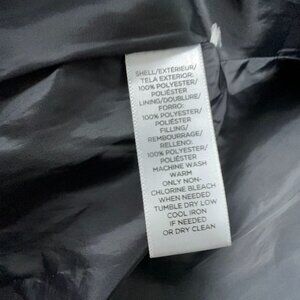 SHELL/EXTÉRIEUR/
TELA EXTERIOR:
100% POLYESTER/
POLIÉSTER
LINING/DOUBLURE/
FORRO:
100% POLYESTER/
POLIÉSTER
FILLING/
REMBOURRAGE/
RELLENO:
100% POLYESTER/
POLIÉSTER
MACHINE WASH
WARM
ONLY NON-
CHLORINE BLEACH
WHEN NEEDED
TUMBLE DRY LOW
COOL IRON
IF NEEDED
OR DRY CLEAN